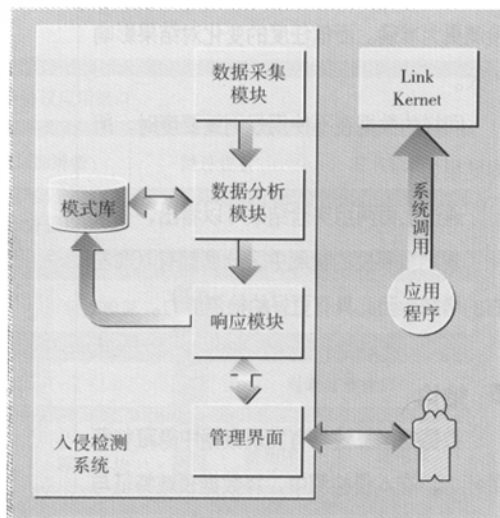 数据采集
模块
Link
Kernet
模式库
数据分析
模块
系统调用
响应模块
应用
程序
管理界面
入侵检测
系统